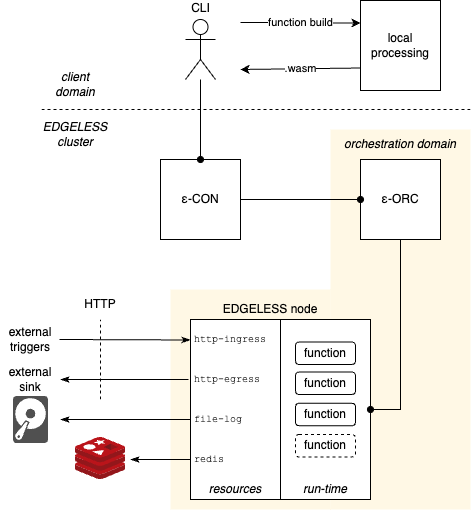 CLI
function build
local
processing
.wasm
client
domain
EDGELESS
cluster
orchestration domain
ε-CON
ε-ORC
HTTP
EDGELESS node
external
triggers
http-ingress
function
external
sink
http-egress
function
file-log
function
redis
function
resources
run-time